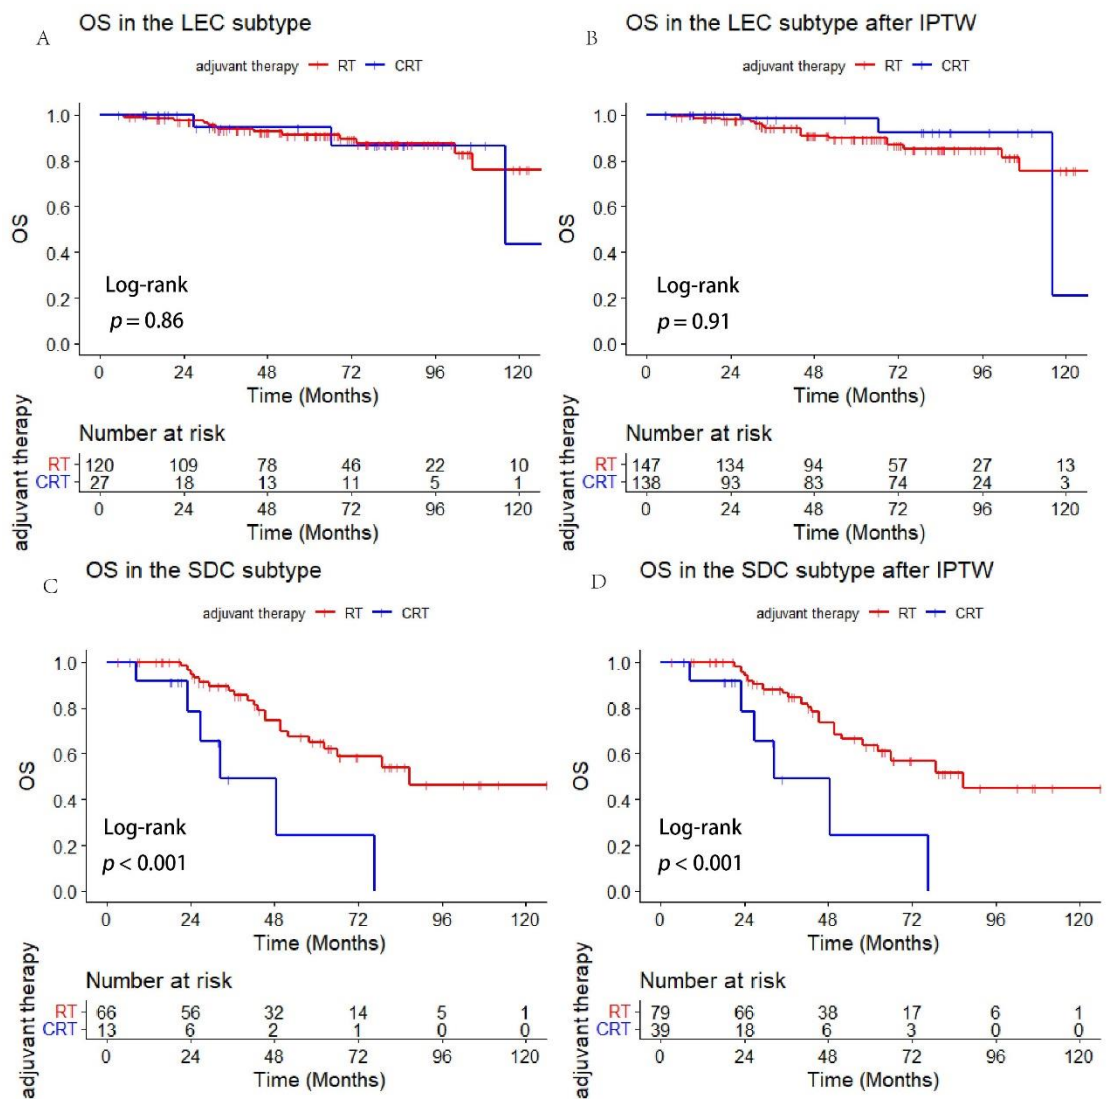 A
OS in the LEC subtype
adjuvant therapy RT CRT
OS
1.0
0.8
0.6
0.4
0.2
0.0
Log-rank
p = 0.86
0 24 48 72 96 120
Time (Months)
adjuvant therapy
Number at risk
RT 120 109 78 46 22 10
CRT 27 18 13 11 5 1
0 24 48 72 96 120
Time (Months)
B
OS in the LEC subtype after IPTW
adjuvant therapy RT CRT
OS
1.0
0.8
0.6
0.4
0.2
0.0
Log-rank
p = 0.91
0 24 48 72 96 120
Time (Months)
adjuvant therapy
Number at risk
RT 147 134 94 57 27 13
CRT 138 93 83 74 24 3
0 24 48 72 96 120
Time (Months)
C
OS in the SDC subtype
adjuvant therapy RT CRT
OS
1.0
0.8
0.6
0.4
0.2
0.0
Log-rank
p < 0.001
0 24 48 72 96 120
Time (Months)
adjuvant therapy
Number at risk
RT 66 56 32 14 5 1
CRT 13 6 2 1 0 0
0 24 48 72 96 120
Time (Months)
D
OS in the SDC subtype after IPTW
adjuvant therapy RT CRT
OS
1.0
0.8
0.6
0.4
0.2
0.0
Log-rank
p < 0.001
0 24 48 72 96 120
Time (Months)
adjuvant therapy
Number at risk
RT 79 66 38 17 6 1
CRT 39 18 6 3 0 0
0 24 48 72 96 120
Time (Months)